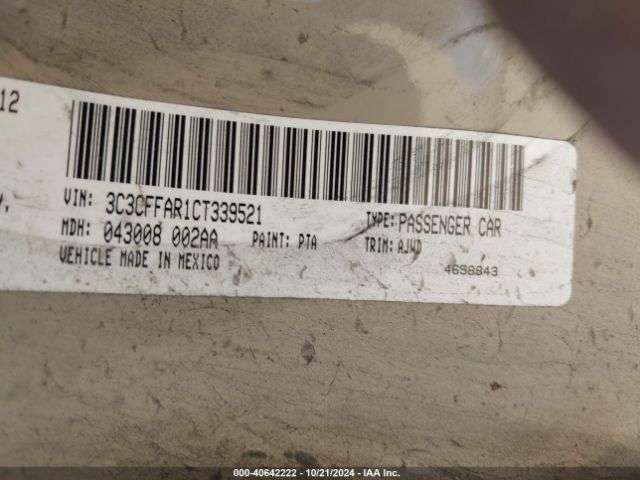 12
VIN: 3C3CFFAR1CT339521 TYPE: PASSENGER CAR
MDH: 043008 002AA PAINT: PTA TRIM: AJWD
VEHICLE MADE IN MEXICO
4658843
000-40642222 - 10/21/2024 - IAA Inc.